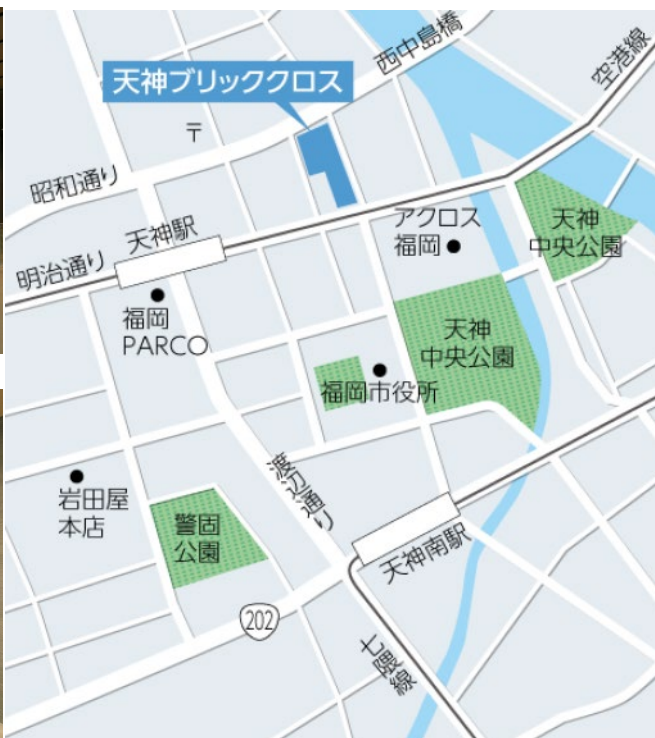 西中島橋
空港線
天神ブリッククロス
〒
昭和通り
天神駅
アクロス
福岡
天神
中央公園
明治通り
福岡
PARCO
天神
中央公園
福岡市役所
渡辺通り
岩田屋
本店
警固
公園
天神南駅
202
七隈線